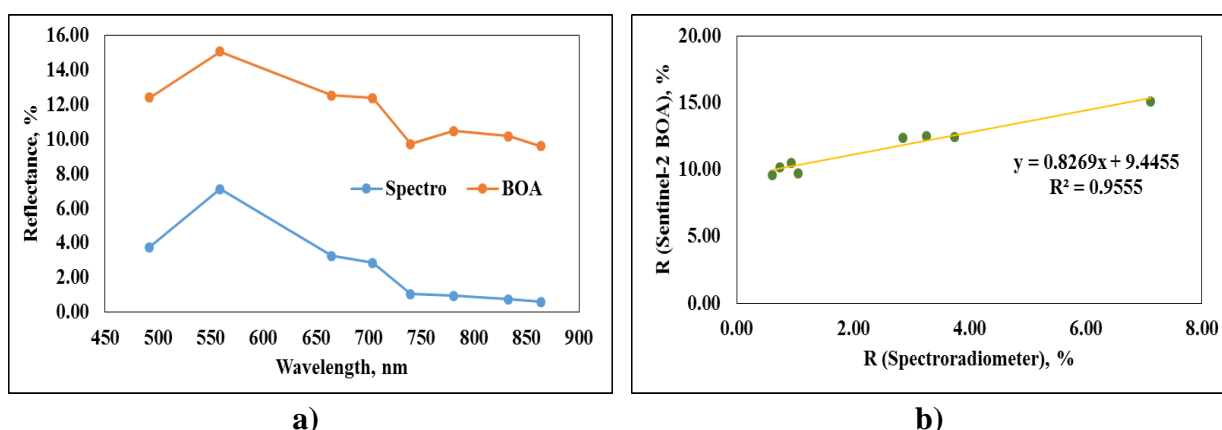 16.00
14.00
12.00
10.00
8.00
6.00
4.00
2.00
0.00
Reflectance, %
Spectro BOA
450 500 550 600 650 700 750 800 850 900
Wavelength, nm
a)
20.00
15.00
10.00
5.00
0.00
R (Sentinel-2 BOA), %
y = 0.8269x + 9.4455
R² = 0.9555
0.00 2.00 4.00 6.00 8.00
R (Spectroradiometer), %
b)